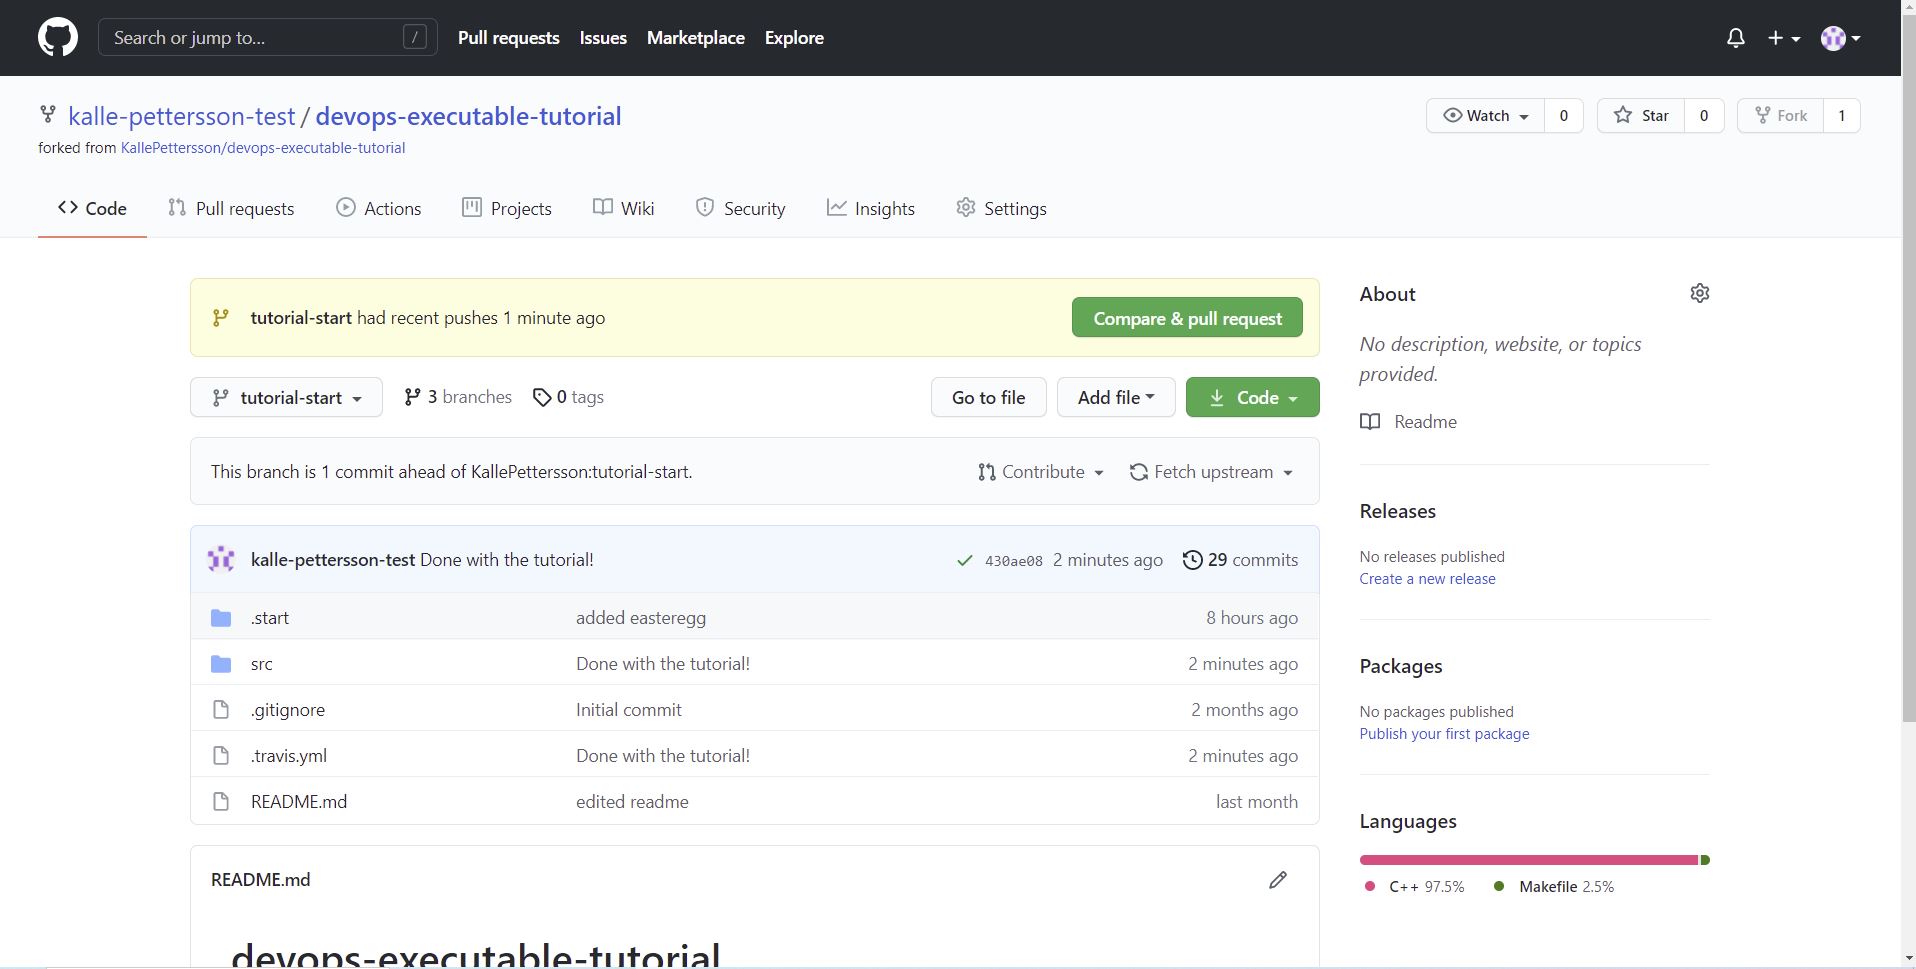 Search or jump to... /
Pull requests Issues Marketplace Explore
kalle-pettersson-test / devops-executable-tutorial
forked from KallePettersson/devops-executable-tutorial
Watch 0 Star 0 Fork 1
Code Pull requests Actions Projects Wiki Security Insights Settings
tutorial-start had recent pushes 1 minute ago
Compare & pull request
tutorial-start 3 branches 0 tags
Go to file Add file Code
This branch is 1 commit ahead of KallePettersson:tutorial-start.
Contribute Fetch upstream
kalle-pettersson-test Done with the tutorial! 430ae08 2 minutes ago 29 commits
.start added easteregg 8 hours ago
src Done with the tutorial! 2 minutes ago
.gitignore Initial commit 2 months ago
.travis.yml Done with the tutorial! 2 minutes ago
README.md edited readme last month
README.md
devops-executable-tutorial
About
No description, website, or topics
provided.
Readme
Releases
No releases published
Create a new release
Packages
No packages published
Publish your first package
Languages
C++ 97.5% Makefile 2.5%